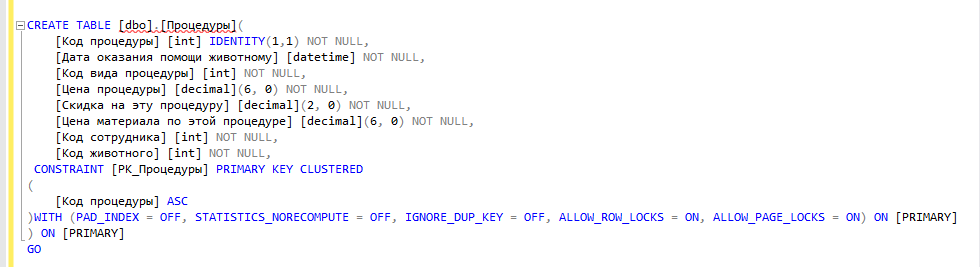 CREATE TABLE [dbo].[Процедуры](
[Код процедуры] [int] IDENTITY(1,1) NOT NULL,
[Дата оказания помощи животному] [datetime] NOT NULL,
[Код вида процедуры] [int] NOT NULL,
[Цена процедуры] [decimal](6, 0) NOT NULL,
[Скидка на эту процедуру] [decimal](2, 0) NOT NULL,
[Цена материала по этой процедуре] [decimal](6, 0) NOT NULL,
[Код сотрудника] [int] NOT NULL,
[Код животного] [int] NOT NULL,
CONSTRAINT [PK_Процедуры] PRIMARY KEY CLUSTERED
(
[Код процедуры] ASC
)WITH (PAD_INDEX = OFF, STATISTICS_NORECOMPUTE = OFF, IGNORE_DUP_KEY = OFF, ALLOW_ROW_LOCKS = ON, ALLOW_PAGE_LOCKS = ON) ON [PRIMARY]
) ON [PRIMARY]
GO